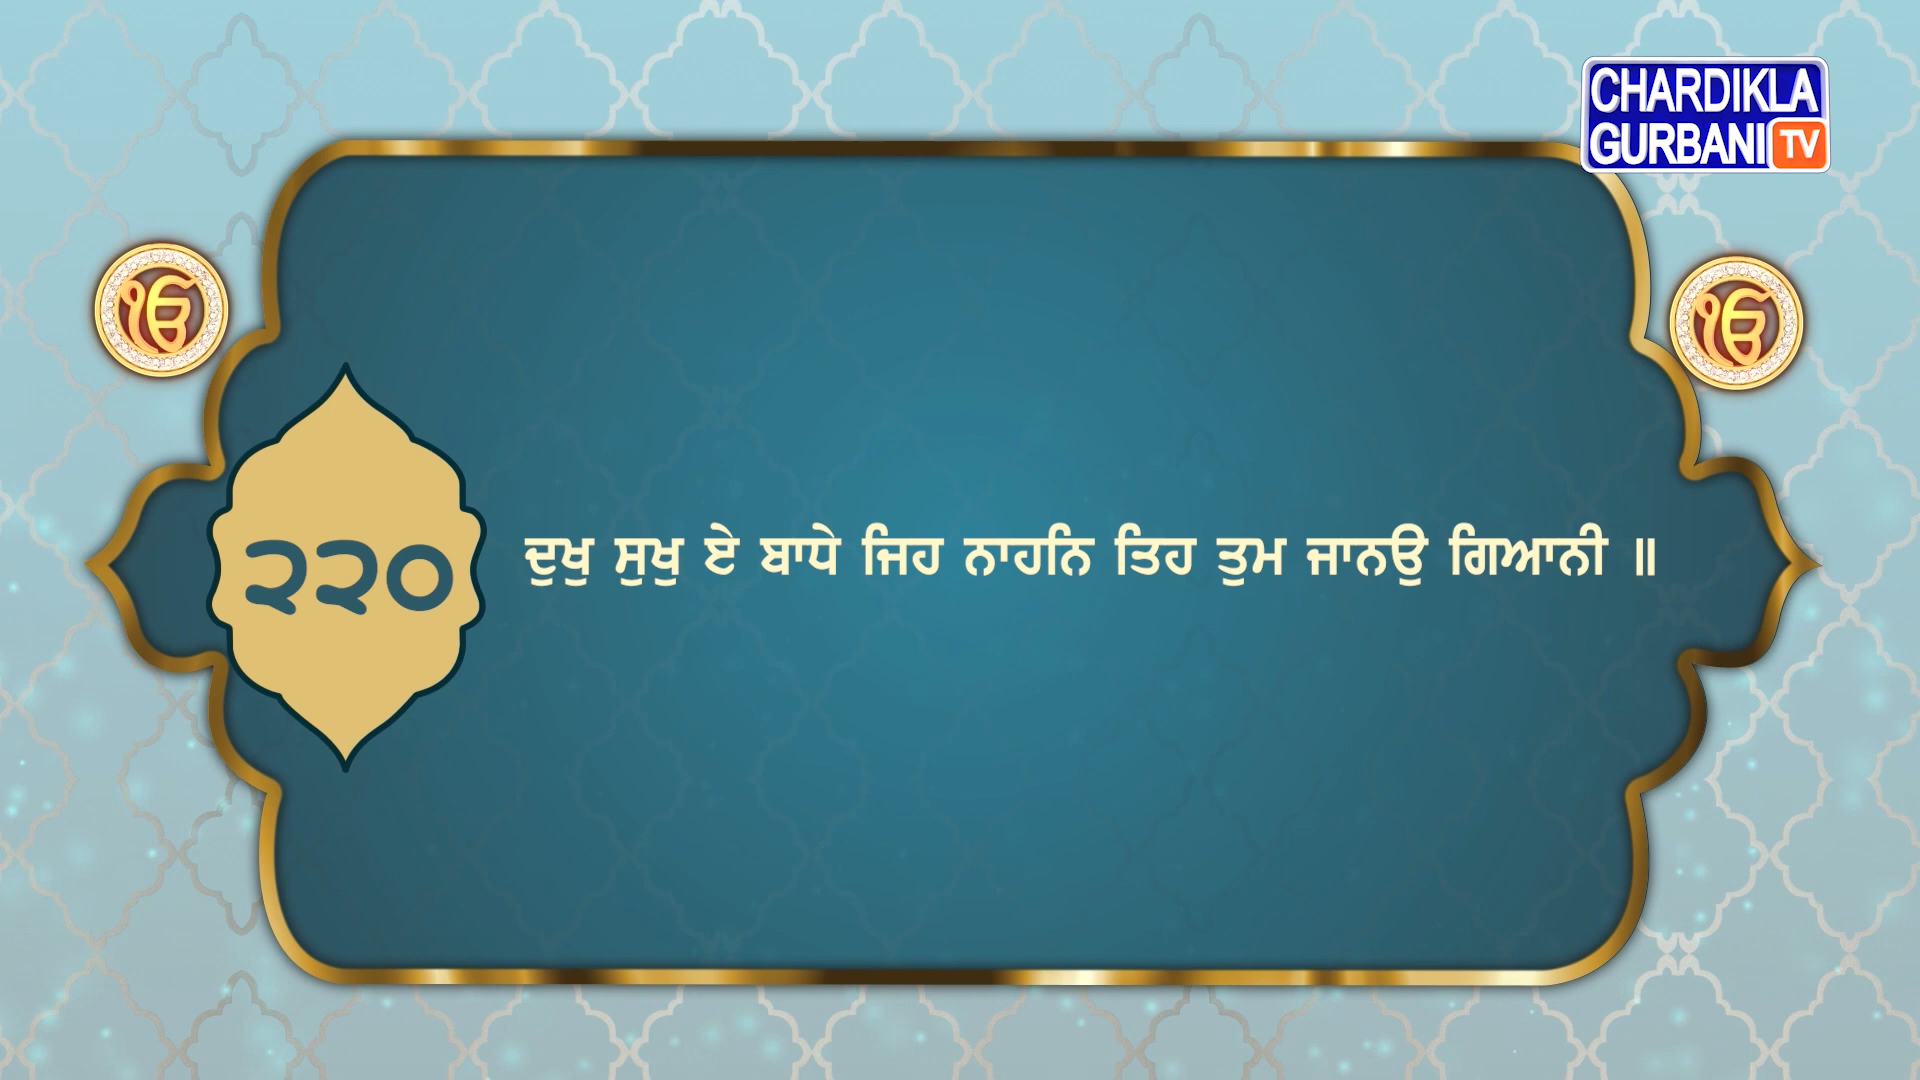 CHARDIKLA
GURBANI TV
ੴ
ੴ
੨੨੦
ਦੁਖੁ ਸੁਖੁ ਏ ਬਾਧੇ ਜਿਹ ਨਾਹਨਿ ਤਿਹ ਤੁਮ ਜਾਨਉ ਗਿਆਨੀ ॥